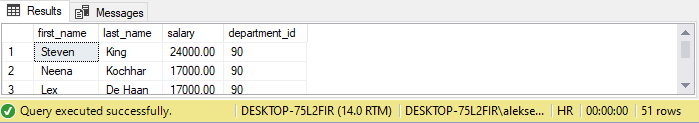 Results Messages
first_name last_name salary department_id
1 Steven King 24000.00 90
2 Neena Kochhar 17000.00 90
3 Lex De Haan 17000.00 90
Query executed successfully. DESKTOP-75L2FIR (14.0 RTM) DESKTOP-75L2FIR\alekse... HR 00:00:00 51 rows